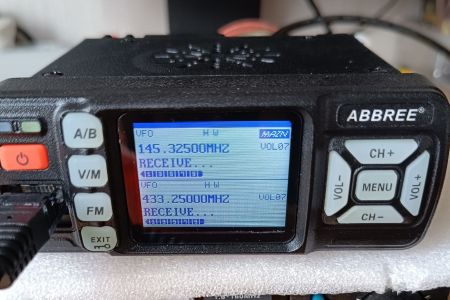 A/B
V/M
FM
EXIT
VFO H W MAIN
145.32500MHZ VOL07
RECEIVE...
VFO H W
433.25000MHZ VOL07
RECEIVE...
ABBREE®
CH+
VOL-
MENU
VOL+
CH-